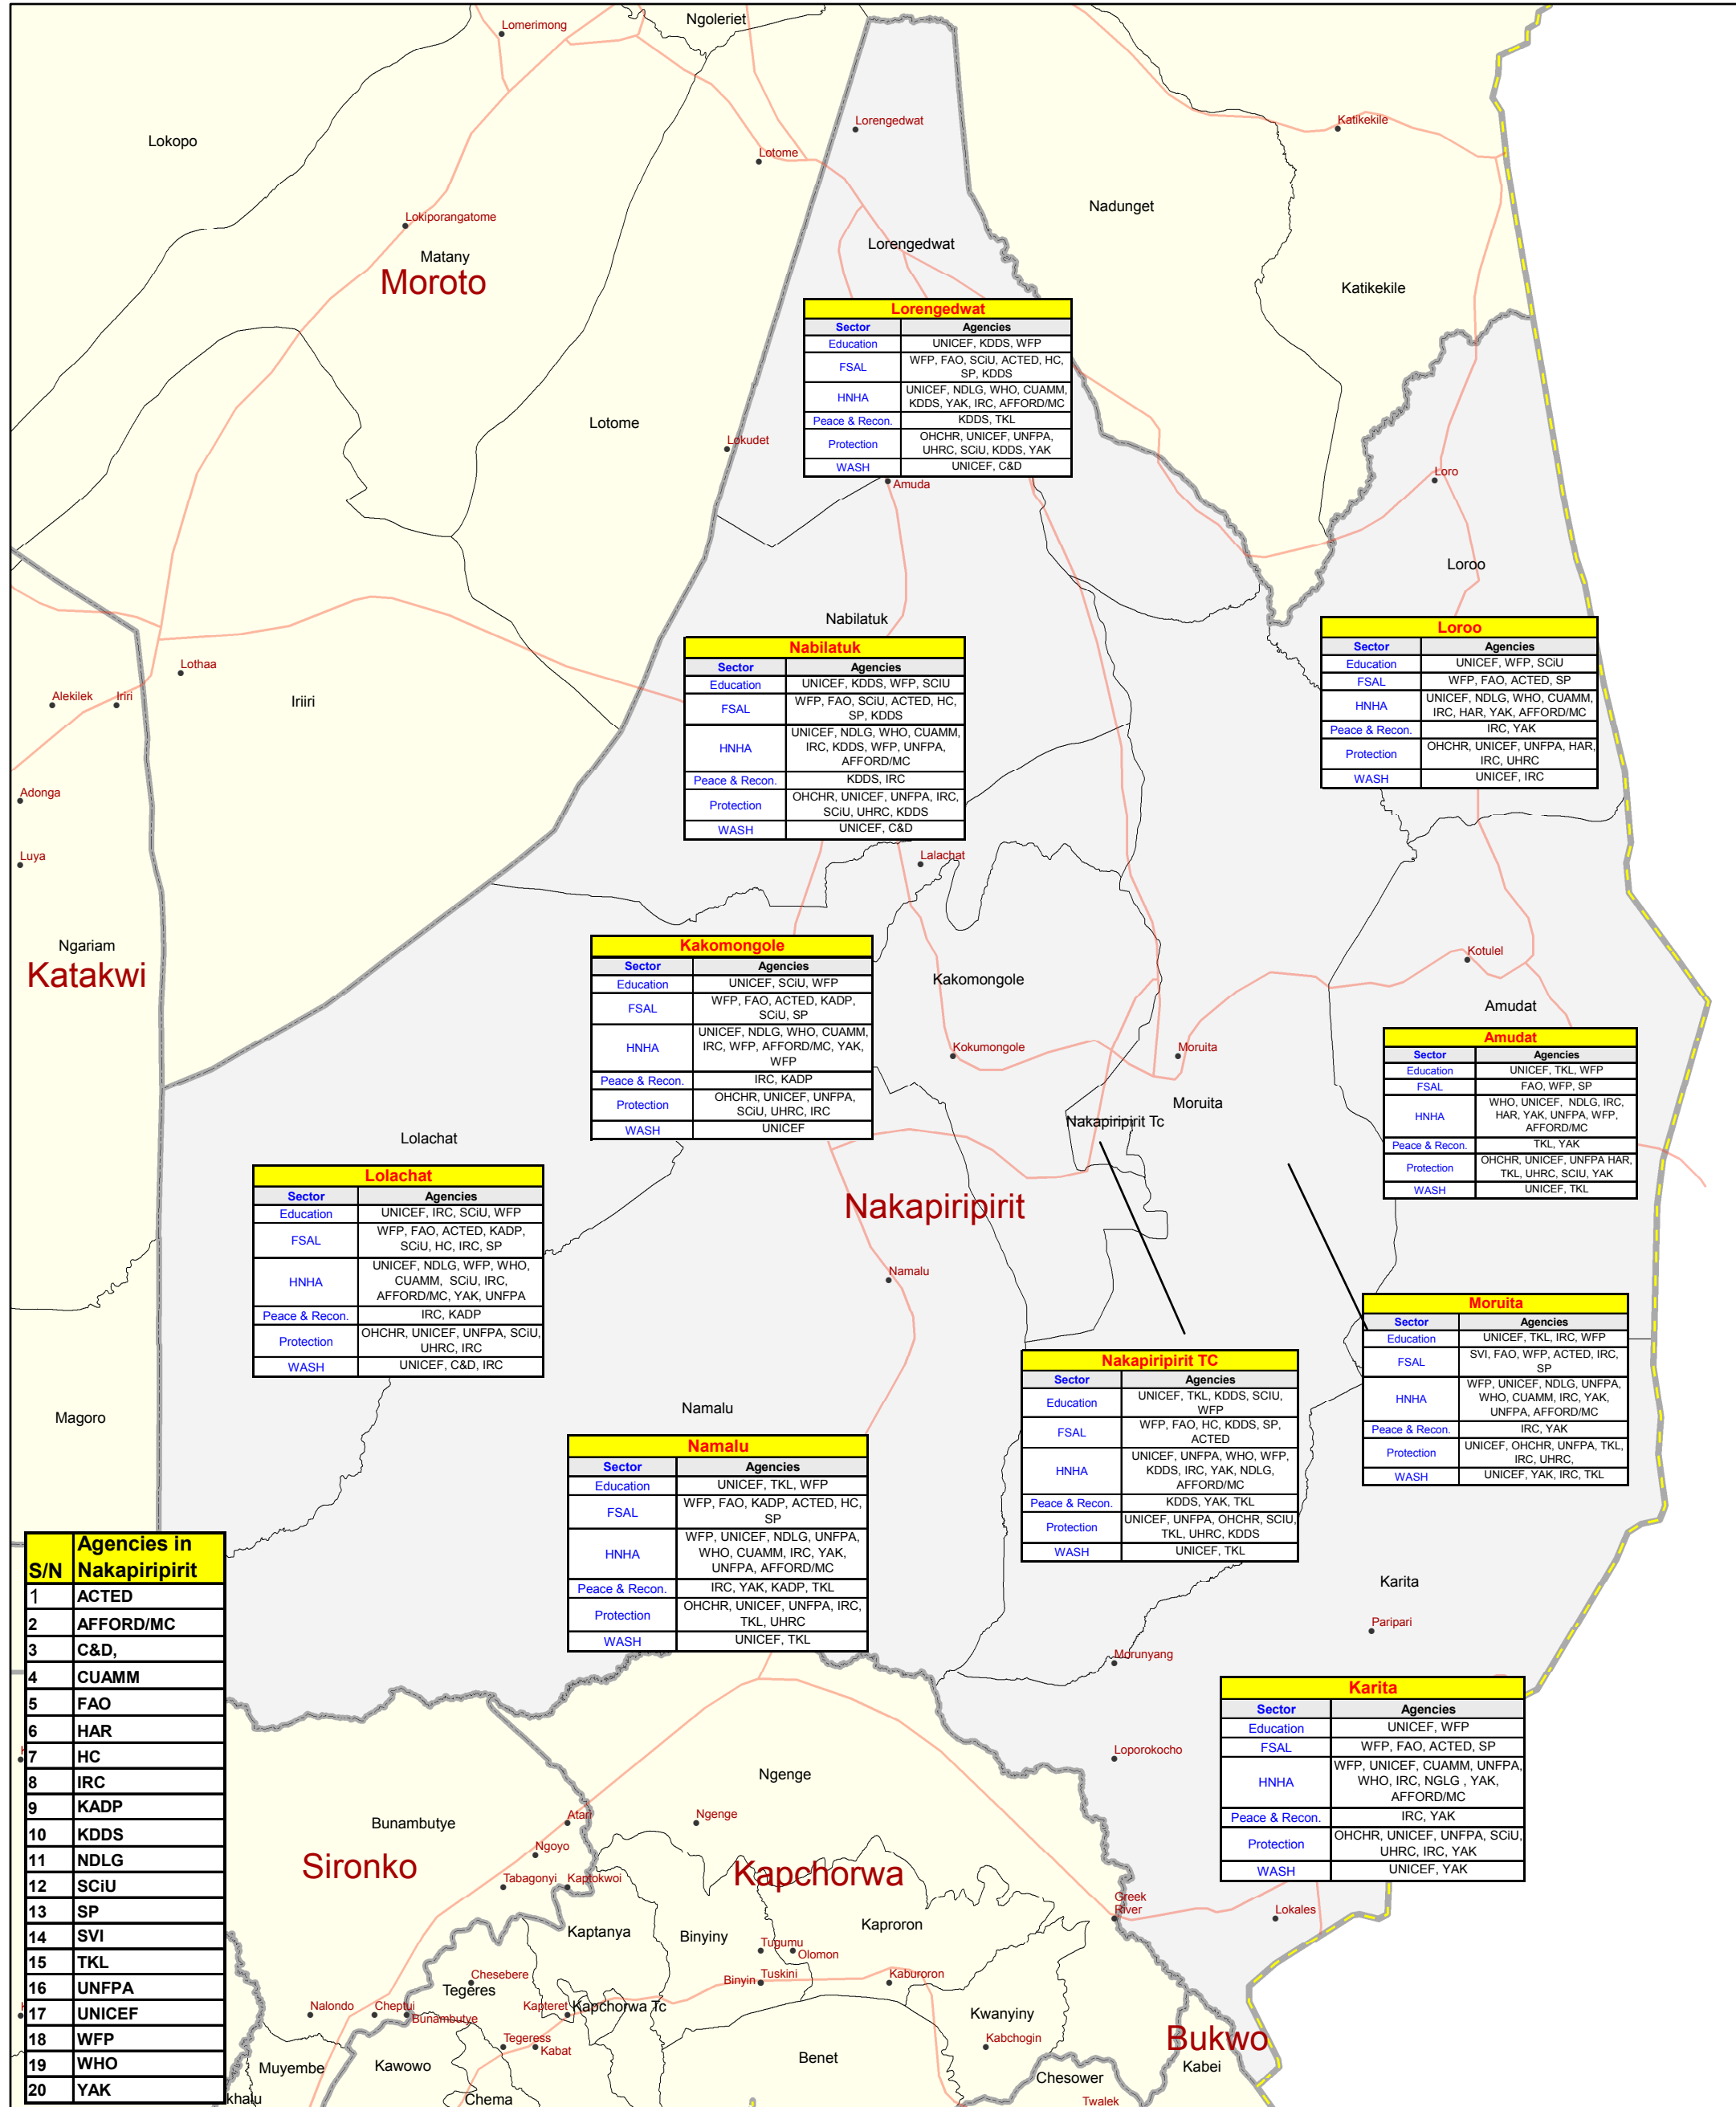 Ngoleriet
Lomerimong
Lorengedwat
Katikekile
Lokopo
Lotome
Nadunget
Lokiporangatome
Matany
Moroto
Lorengedwat
Katikekile
Lorengedwat
Sector Agencies
Education UNICEF, KDDS, WFP
FSAL WFP, FAO, SCiU, ACTED, HC,
SP, KDDS
HNHA UNICEF, NDLG, WHO, CUAMM,
KDDS, YAK, IRC, AFFORD/MC
Peace & Recon. KDDS, TKL
Protection OHCHR, UNICEF, UNFPA,
UHRC, SCiU, KDDS, YAK
WASH UNICEF, C&D
Lotome
Lokudet
Amuda
Loro
Loroo
Nabilatuk
Nabilatuk
Sector Agencies
Education UNICEF, KDDS, WFP, SCIU
FSAL WFP, FAO, SCiU, ACTED, HC,
SP, KDDS
HNHA UNICEF, NDLG, WHO, CUAMM,
IRC, KDDS, WFP, UNFPA,
AFFORD/MC
Peace & Recon. KDDS, IRC
Protection OHCHR, UNICEF, UNFPA, IRC,
SCiU, UHRC, KDDS
WASH UNICEF, C&D
Loroo
Sector Agencies
Education UNICEF, WFP, SCiU
FSAL WFP, FAO, ACTED, SP
HNHA UNICEF, NDLG, WHO, CUAMM,
IRC, HAR, YAK, AFFORD/MC
Peace & Recon. IRC, YAK
Protection OHCHR, UNICEF, UNFPA, HAR,
IRC, UHRC
WASH UNICEF, IRC
Lothaa
Alekilek
Iriri
Iriiri
Adonga
Luya
Lalachat
Ngariam
Katakwi
Kakomongole
Sector Agencies
Education UNICEF, SCiU, WFP
FSAL WFP, FAO, ACTED, KADP,
SCiU, SP
HNHA UNICEF, NDLG, WHO, CUAMM,
IRC, WFP, AFFORD/MC, YAK,
WFP
Peace & Recon. IRC, KADP
Protection OHCHR, UNICEF, UNFPA,
SCiU, UHRC, IRC
WASH UNICEF
Kakomongole
Kotulel
Amudat
Kokumongole
Moruita
Moruita
Nakapiripirit Tc
Amudat
Sector Agencies
Education UNICEF, TKL, WFP
FSAL FAO, WFP, SP
HNHA WHO, UNICEF, NDLG, IRC,
HAR, YAK, UNFPA, WFP,
AFFORD/MC
Peace & Recon. TKL, YAK
Protection OHCHR, UNICEF, UNFPA HAR,
TKL, UHRC, SCIU, YAK
WASH UNICEF, TKL
Lolachat
Lolachat
Sector Agencies
Education UNICEF, IRC, SCiU, WFP
FSAL WFP, FAO, ACTED, KADP,
SCiU, HC, IRC, SP
HNHA UNICEF, NDLG, WFP, WHO,
CUAMM, SCiU, IRC,
AFFORD/MC, YAK, UNFPA
Peace & Recon. IRC, KADP
Protection OHCHR, UNICEF, UNFPA, SCiU,
UHRC, IRC
WASH UNICEF, C&D, IRC
Nakapiripirit
Namalu
Moruita
Sector Agencies
Education UNICEF, TKL, IRC, WFP
FSAL SVI, FAO, WFP, ACTED, IRC,
SP
HNHA WFP, UNICEF, NDLG, UNFPA,
WHO, CUAMM, IRC, YAK,
UNFPA, AFFORD/MC
Peace & Recon. IRC, YAK
Protection UNICEF, OHCHR, UNFPA, TKL,
IRC, UHRC,
WASH UNICEF, YAK, IRC, TKL
Nakapiripirit TC
Sector Agencies
Education UNICEF, TKL, KDDS, SCIU,
WFP
FSAL WFP, FAO, HC, KDDS, SP,
ACTED
HNHA UNICEF, UNFPA, WHO, WFP,
KDDS, IRC, YAK, NDLG,
AFFORD/MC
Peace & Recon. KDDS, YAK, TKL
Protection UNICEF, UNFPA, OHCHR, SCIU,
TKL, UHRC, KDDS
WASH UNICEF, TKL
Magoro
Namalu
Namalu
Sector Agencies
Education UNICEF, TKL, WFP
FSAL WFP, FAO, KADP, ACTED, HC,
SP
HNHA WFP, UNICEF, NDLG, UNFPA,
WHO, CUAMM, IRC, YAK,
UNFPA, AFFORD/MC
Peace & Recon. IRC, YAK, KADP, TKL
Protection OHCHR, UNICEF, UNFPA, IRC,
TKL, UHRC
WASH UNICEF, TKL
Karita
Paripari
Morunyang
Karita
Sector Agencies
Education UNICEF, WFP
FSAL WFP, FAO, ACTED, SP
HNHA WFP, UNICEF, CUAMM, UNFPA,
WHO, IRC, NGLG , YAK,
AFFORD/MC
Peace & Recon. IRC, YAK
Protection OHCHR, UNICEF, UNFPA, SCiU,
UHRC, IRC, YAK
WASH UNICEF, YAK
S/N Agencies in
Nakapiripirit
1 ACTED
2 AFFORD/MC
3 C&D,
4 CUAMM
5 FAO
6 HAR
7 HC
8 IRC
9 KADP
10 KDDS
11 NDLG
12 SCiU
13 SP
14 SVI
15 TKL
16 UNFPA
17 UNICEF
18 WFP
19 WHO
20 YAK
Loporokocho
Ngenge
Bunambutye
Atari
Ngenge
Ngoyo
Sironko
Tabagonyi
Kaptokwoi
Kapchorwa
Greek
River
Lokales
Kaptanya
Binyiny
Kaproron
Tugumu
Olomon
Chesebere
Tegeres
Binyin
Tuskini
Kaburoron
Nalondo
Cheptui
Bunambutye
Kapteret
Kapchorwa Tc
Kwanyiny
Bukwo
Tegeress
Kabat
Kabchogin
Muyembe
Kawowo
Benet
Kabei
Chesower
khalu
Chema
Twalek